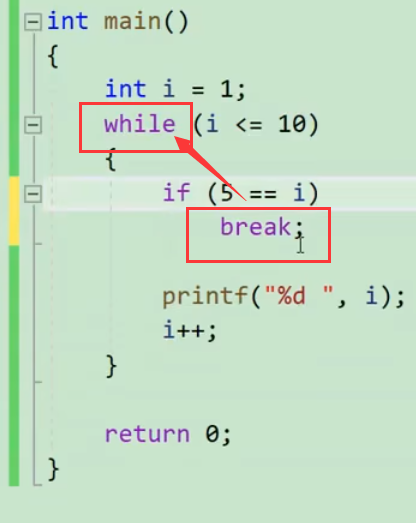 int main()
{
int i = 1;
while (i <= 10)
{
if (5 == i)
break;
printf("%d ", i);
i++;
}
return 0;
}